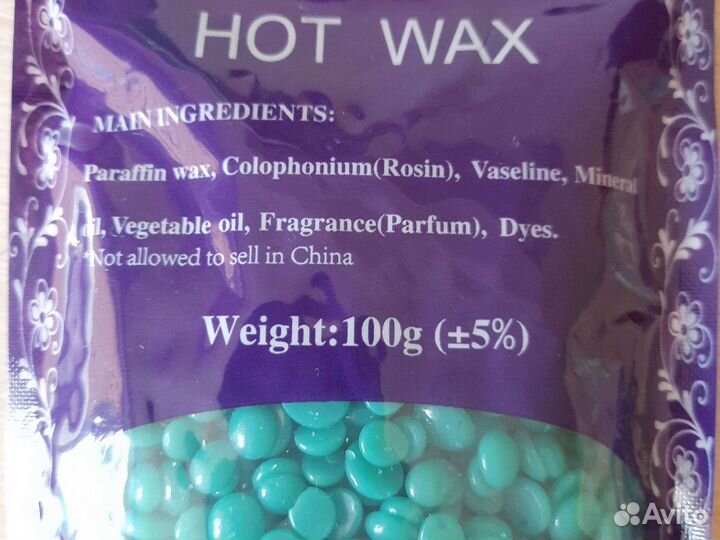 HOT WAX
MAIN INGREDIENTS:
Paraffin wax, Colophonium(Rosin), Vaseline, Mineral
oil, Vegetable oil, Fragrance(Parfum), Dyes.
*Not allowed to sell in China
Weight:100g (±5%)
Avito